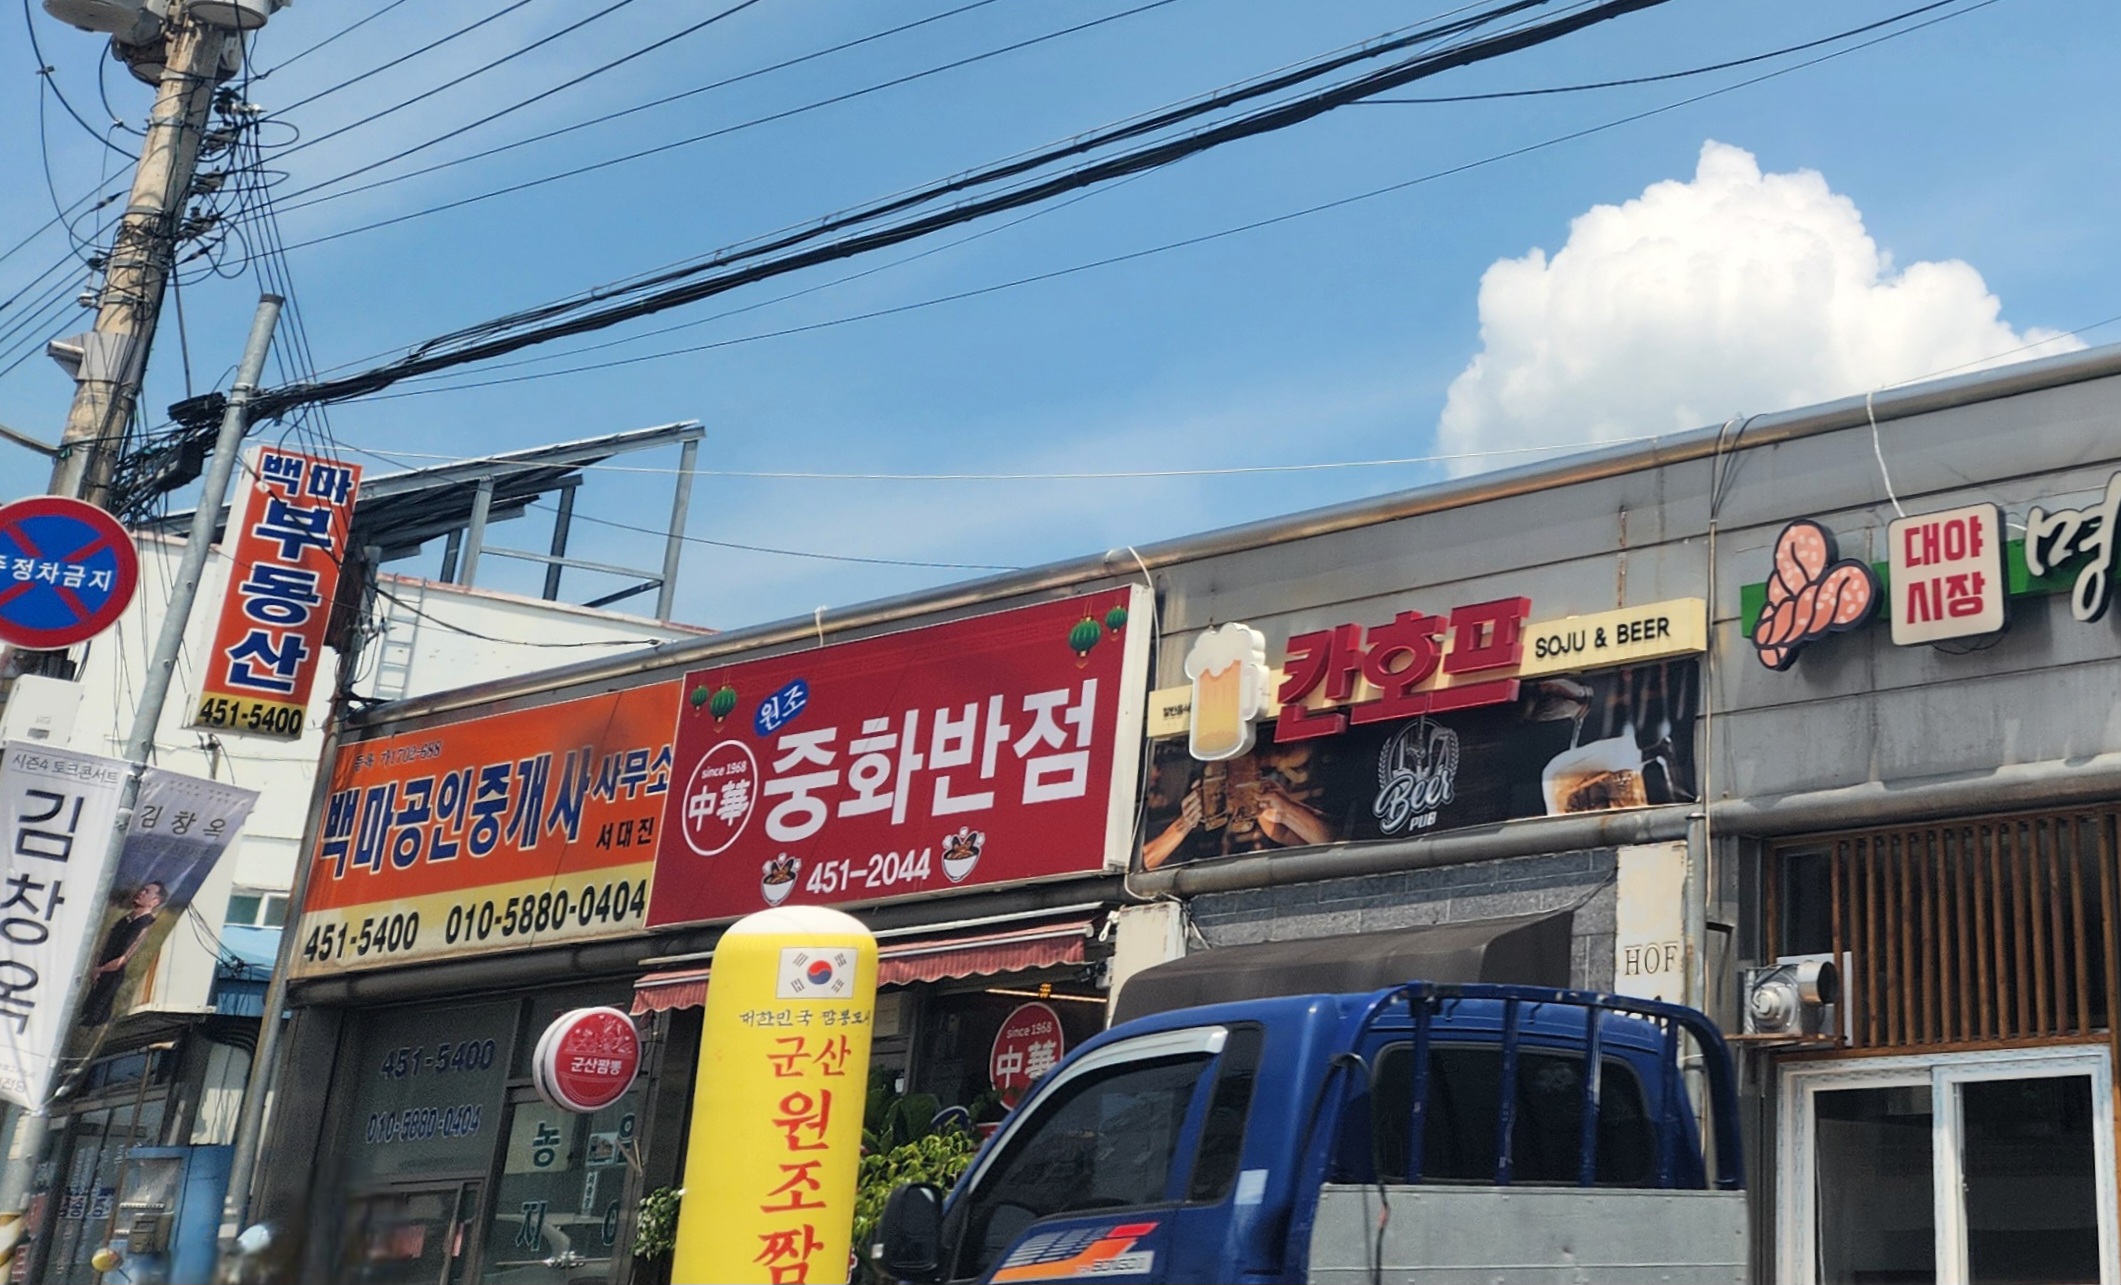 백마
부동산
451-5400
정차금지
시즌4 토크콘서트
김창옥
김창옥
백마공인중개사 사무소
서대진
451-5400 010-5880-0404
원조
since 1968
中華
중화반점
451-2044
칸호프
SOJU & BEER
Beer
PUB
대야
시장
명
HOF
451-5400
010-5880-0404
군산짬뽕
농
지
since 1968
中華
대한민국 짬뽕도시
군산
원조짬